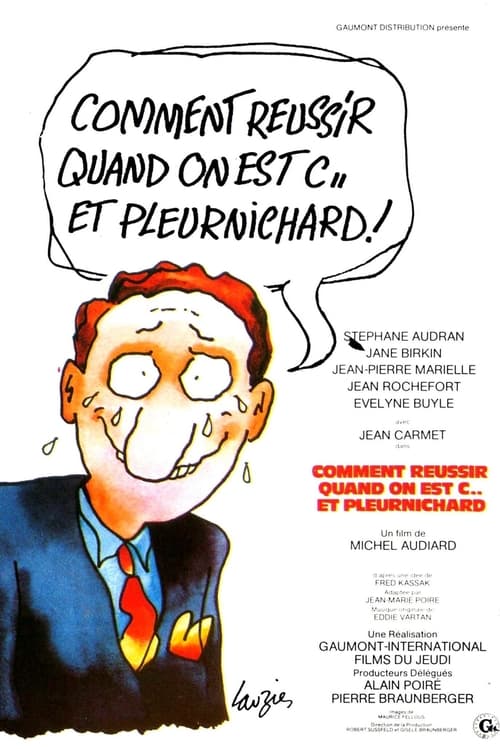 GAUMONT DISTRIBUTION présente
COMMENT REUSSIR
QUAND ON EST C..
ET PLEURNICHARD!
STEPHANE AUDRAN
JANE BIRKIN
JEAN-PIERRE MARIELLE
JEAN ROCHEFORT
EVELYNE BUYLE
avec
JEAN CARMET
dans
COMMENT REUSSIR
QUAND ON EST C..
ET PLEURNICHARD
Un film de
MICHEL AUDIARD
d'après une idée de
FRED KASSAK
Adaptée par
JEAN-MARIE POIRE
Musique originale de
EDDIE VARTAN
Une Réalisation
GAUMONT-INTERNATIONAL
FILMS DU JEUDI
Producteurs Délégués
ALAIN POIRÉ
PIERRE BRAUNBERGER
Images de
MAURICE FELLOUS
Direction de la Production
ROBERT SUSSFELD et GISELE BRAUNBERGER
Lauzier
G